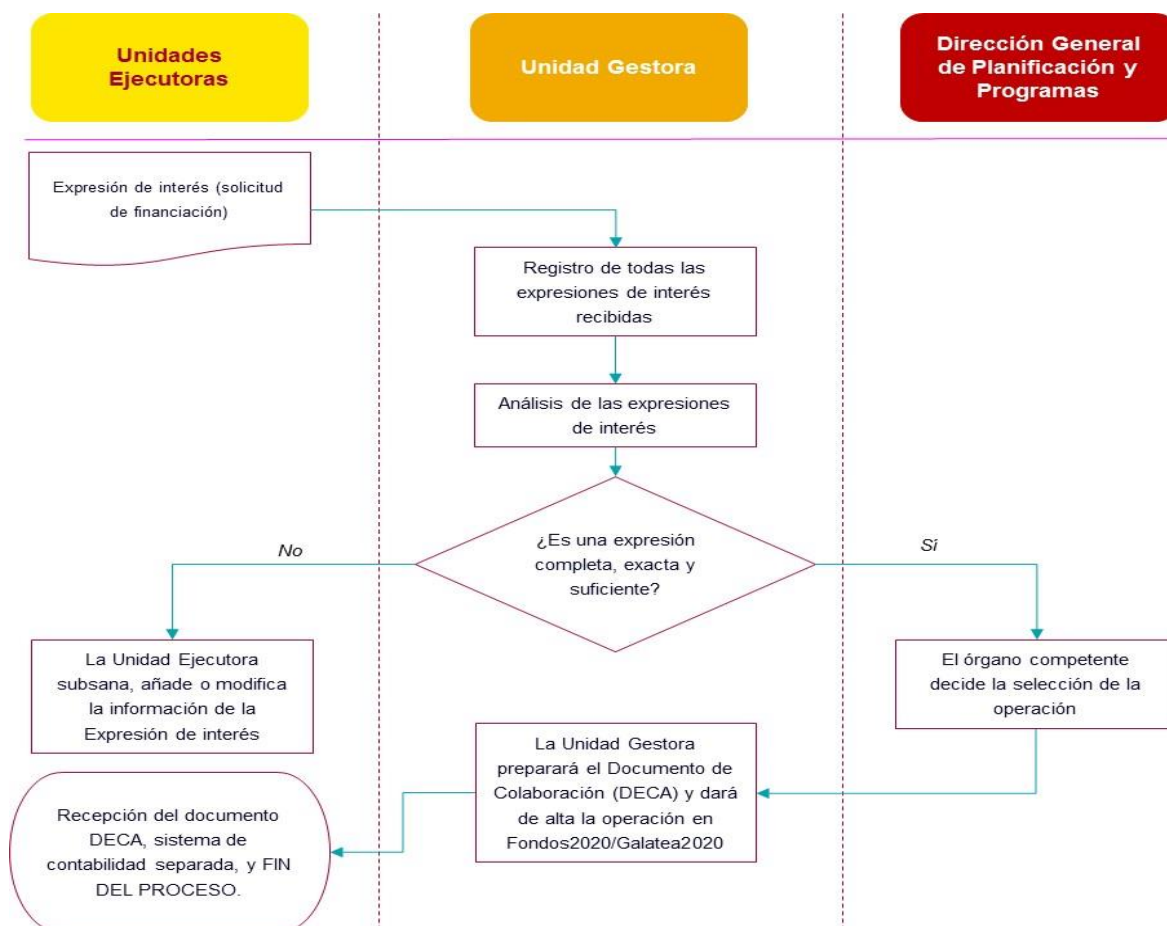 Unidades
Ejecutoras
Unidad Gestora
Dirección General
de Planificación y
Programas
Expresión de interés (solicitud
de financiación)
Registro de todas las
expresiones de interés
recibidas
Análisis de las expresiones
de interés
¿Es una expresión
completa, exacta y
suficiente?
No
Sí
La Unidad Ejecutora
subsana, añade o modifica
la información de la
Expresión de interés
El órgano competente
decide la selección de la
operación
La Unidad Gestora
preparará el Documento de
Colaboración (DECA) y dará
de alta la operación en
Fondos2020/Galatea2020
Recepción del documento
DECA, sistema de
contabilidad separada, y FIN
DEL PROCESO.